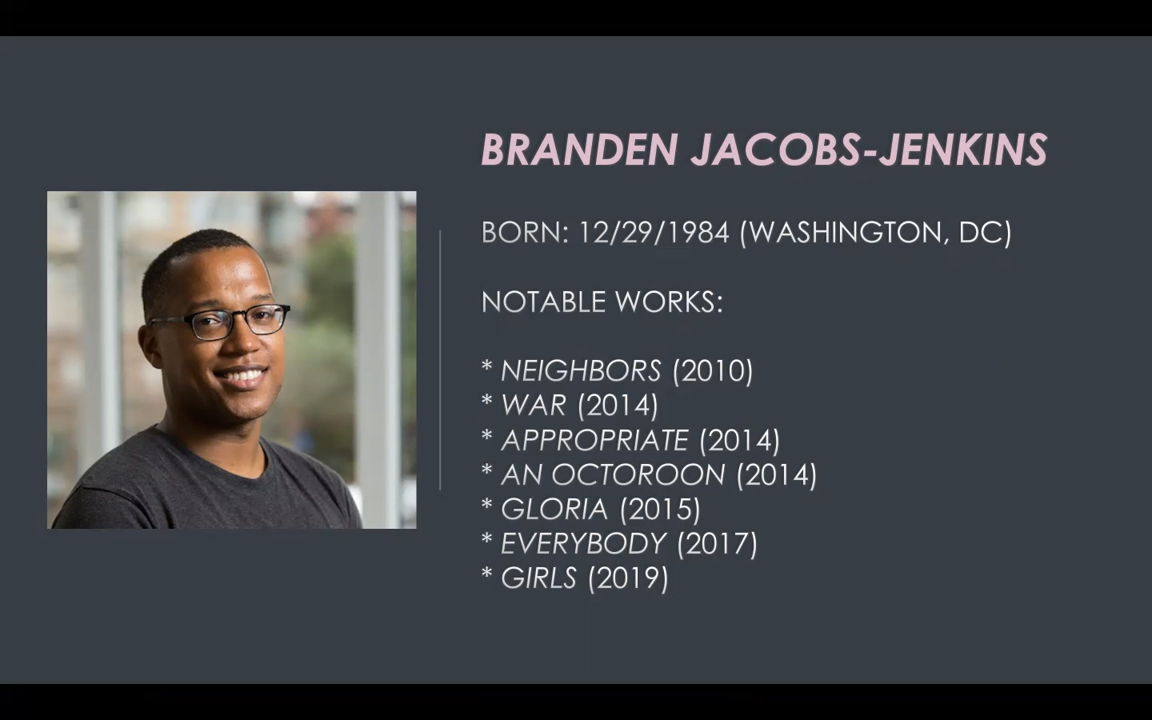 BRANDEN JACOBS-JENKINS
BORN: 12/29/1984 (WASHINGTON, DC)
NOTABLE WORKS:
* NEIGHBORS (2010)
* WAR (2014)
* APPROPRIATE (2014)
* AN OCTOROON (2014)
* GLORIA (2015)
* EVERYBODY (2017)
* GIRLS (2019)